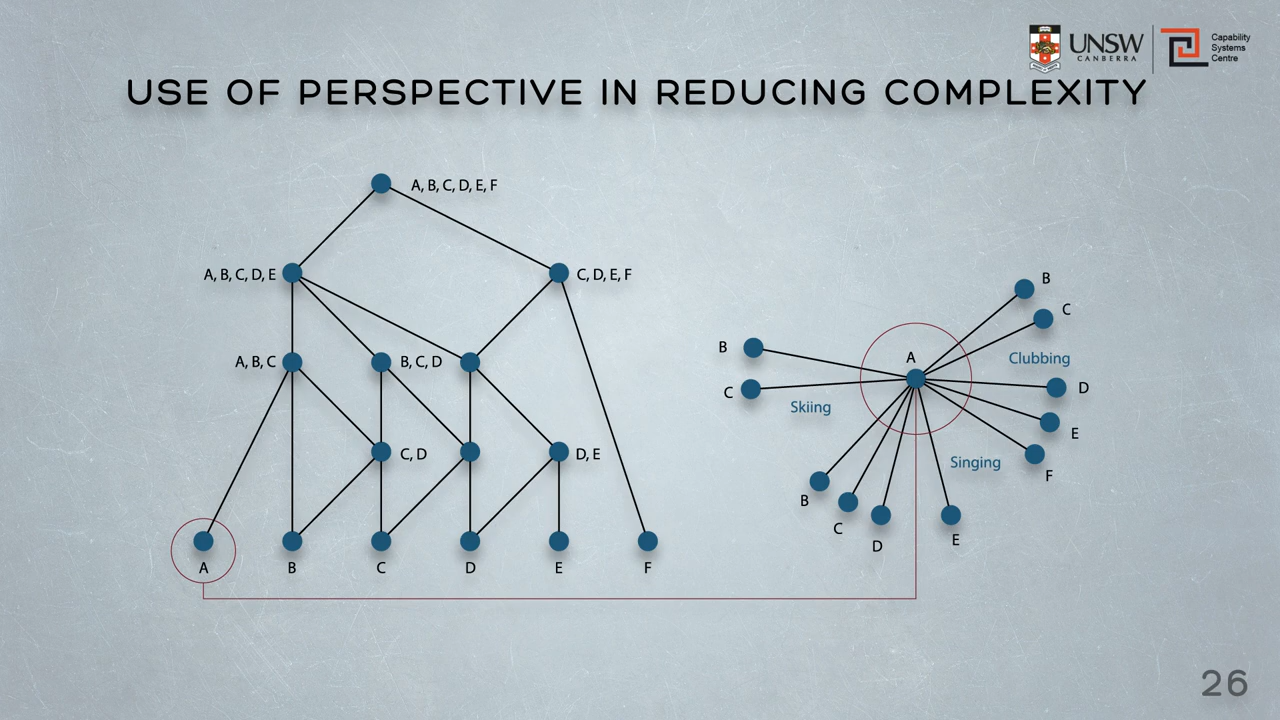 UNSW
CANBERRA
Capability
Systems
Centre
USE OF PERSPECTIVE IN REDUCING COMPLEXITY
A, B, C, D, E, F
A, B, C, D, E
C, D, E, F
A, B, C
B, C, D
C, D
D, E
A
B
C
D
E
F
B
C
Skiing
A
B
C
Clubbing
D
E
F
Singing
B
C
D
E
26